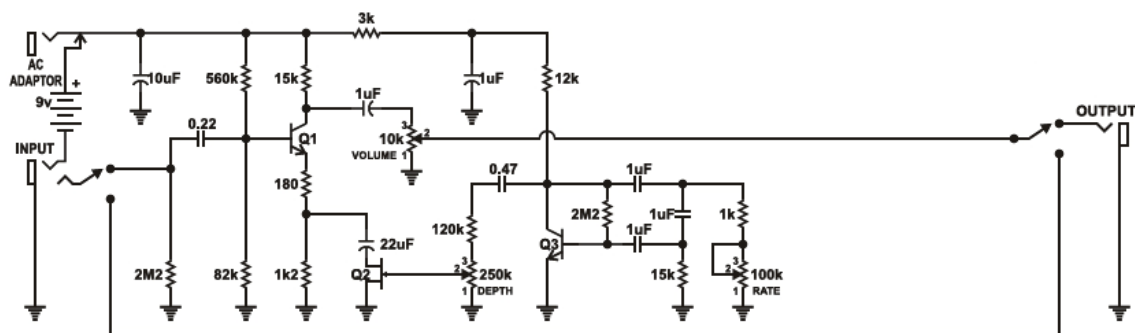 3k
AC
ADAPTOR
+
10uF
560k
15k
1uF
12k
9v
1uF
3
10k
2
1
VOLUME
OUTPUT
INPUT
0.22
Q1
180
0.47
1uF
2M2
1uF
1k
1uF
120k
Q3
22uF
2M2
82k
1k2
Q2
3
2
250k
1
DEPTH
15k
3
2
100k
1
RATE